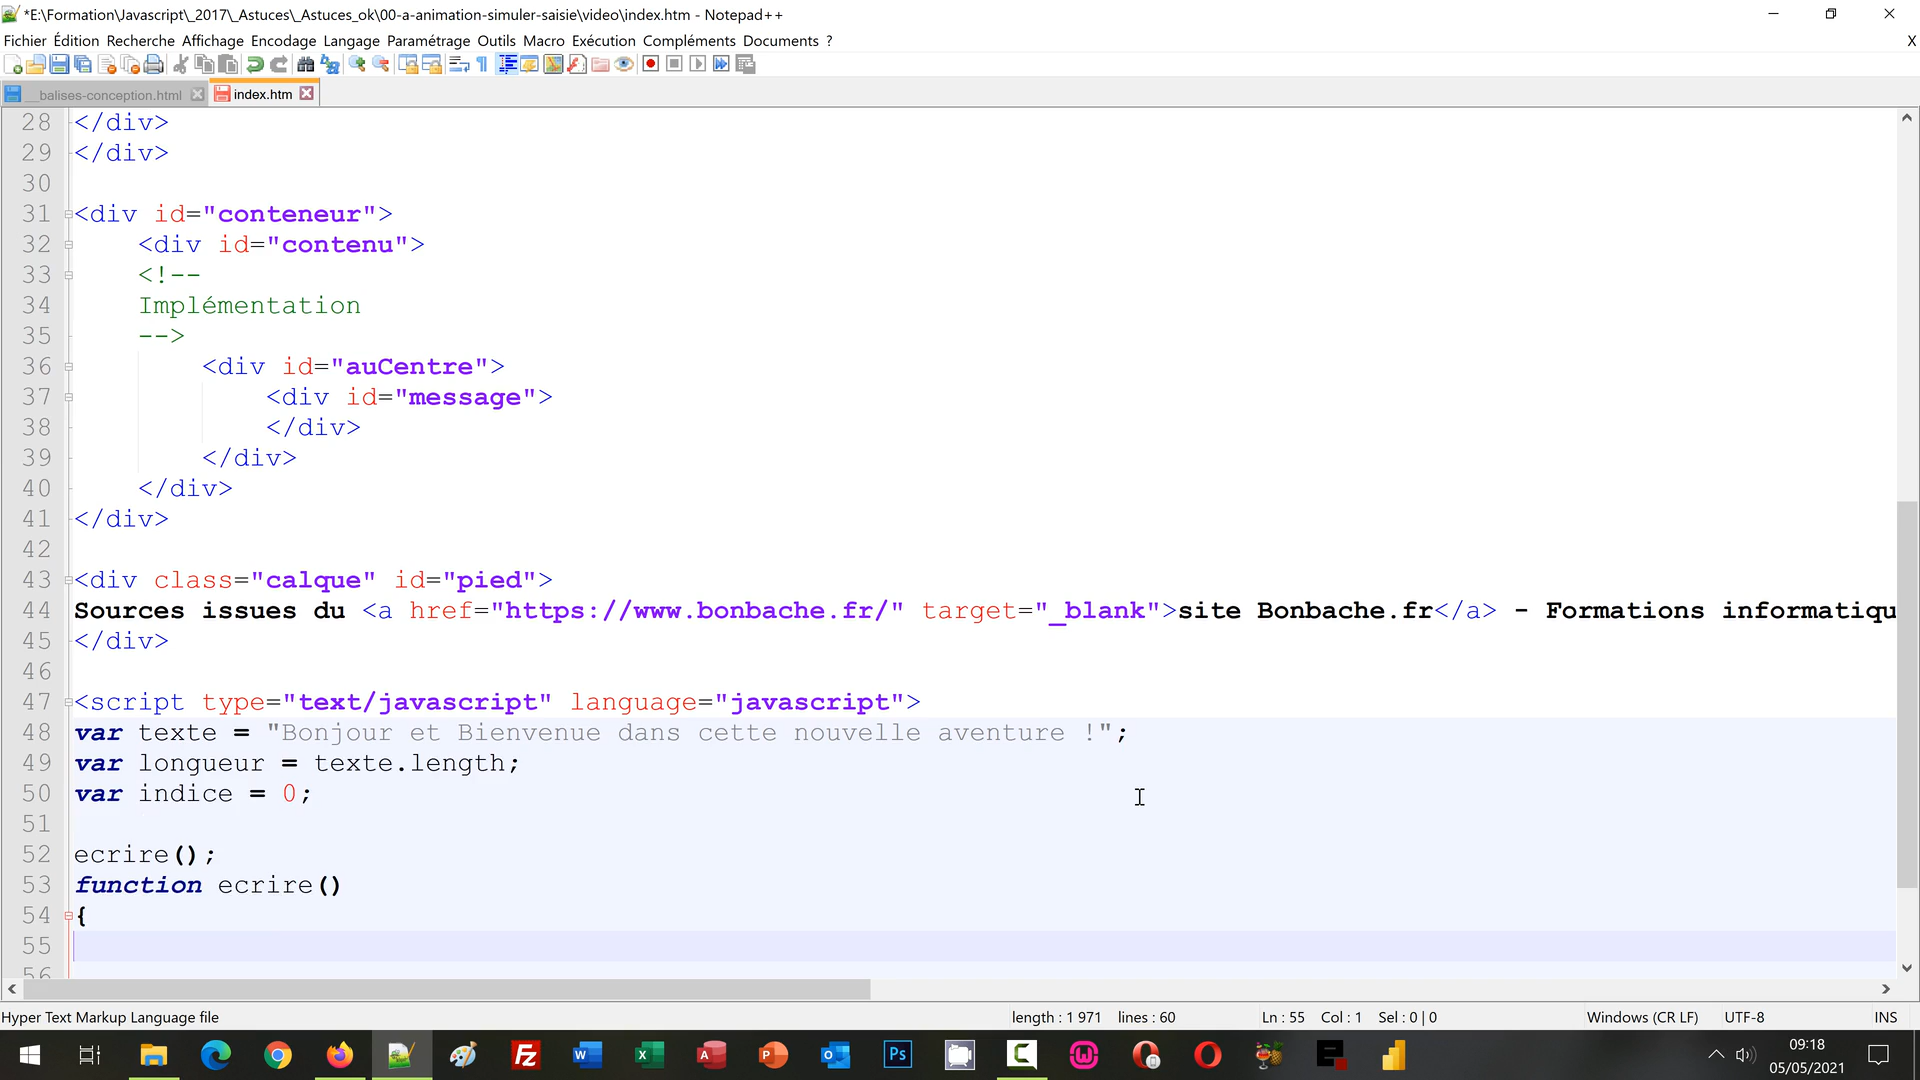 *E:\Formation\Javascript\_2017\_Astuces\_Astuces_ok\00-a-animation-simuler-saisie\video\index.htm - Notepad++
Fichier Édition Recherche Affichage Encodage Langage Paramétrage Outils Macro Exécution Compléments Documents ?
X
__balises-conception.html index.htm
28 </div>
29 </div>
30
31 <div id="conteneur">
32 <div id="contenu">
33 <!--
34 Implémentation
35 -->
36 <div id="auCentre">
37 <div id="message">
38 </div>
39 </div>
40 </div>
41 </div>
42
43 <div class="calque" id="pied">
44 Sources issues du <a href="https://www.bonbache.fr/" target="_blank">site Bonbache.fr</a> - Formations informatiqu
45 </div>
46
47 <script type="text/javascript" language="javascript">
48 var texte = "Bonjour et Bienvenue dans cette nouvelle aventure !";
49 var longueur = texte.length;
50 var indice = 0;
51
52 ecrire();
53 function ecrire()
54 {
55
56
Hyper Text Markup Language file length : 1 971 lines : 60 Ln : 55 Col : 1 Sel : 0 | 0 Windows (CR LF) UTF-8 INS
09:18
05/05/2021